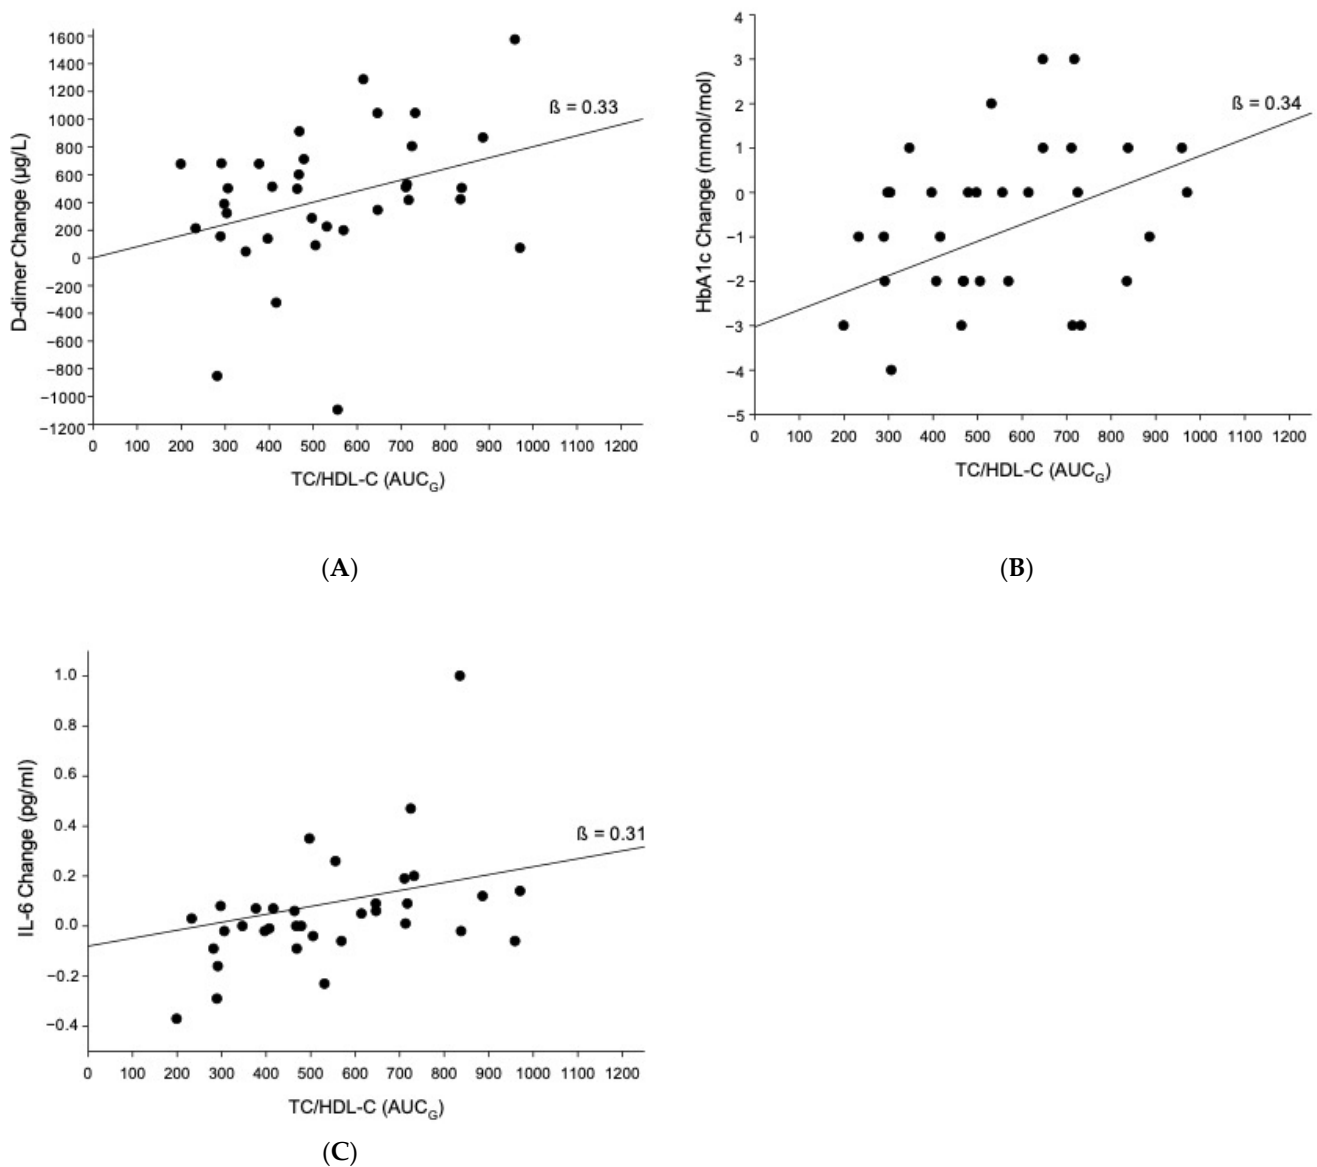 1600
1400
1200
1000
800
600
400
200
0
−200
−400
−600
−800
−1000
−1200
D-dimer Change (µg/L)
ß = 0.33
0 100 200 300 400 500 600 700 800 900 1000 1100 1200
TC/HDL-C (AUCG)
(A)
4
3
2
1
0
−1
−2
−3
−4
−5
HbA1c Change (mmol/mol)
ß = 0.34
0 100 200 300 400 500 600 700 800 900 1000 1100 1200
TC/HDL-C (AUCG)
(B)
1.0
0.8
0.6
0.4
0.2
0.0
−0.2
−0.4
IL-6 Change (pg/ml)
ß = 0.31
0 100 200 300 400 500 600 700 800 900 1000 1100 1200
TC/HDL-C (AUCG)
(C)